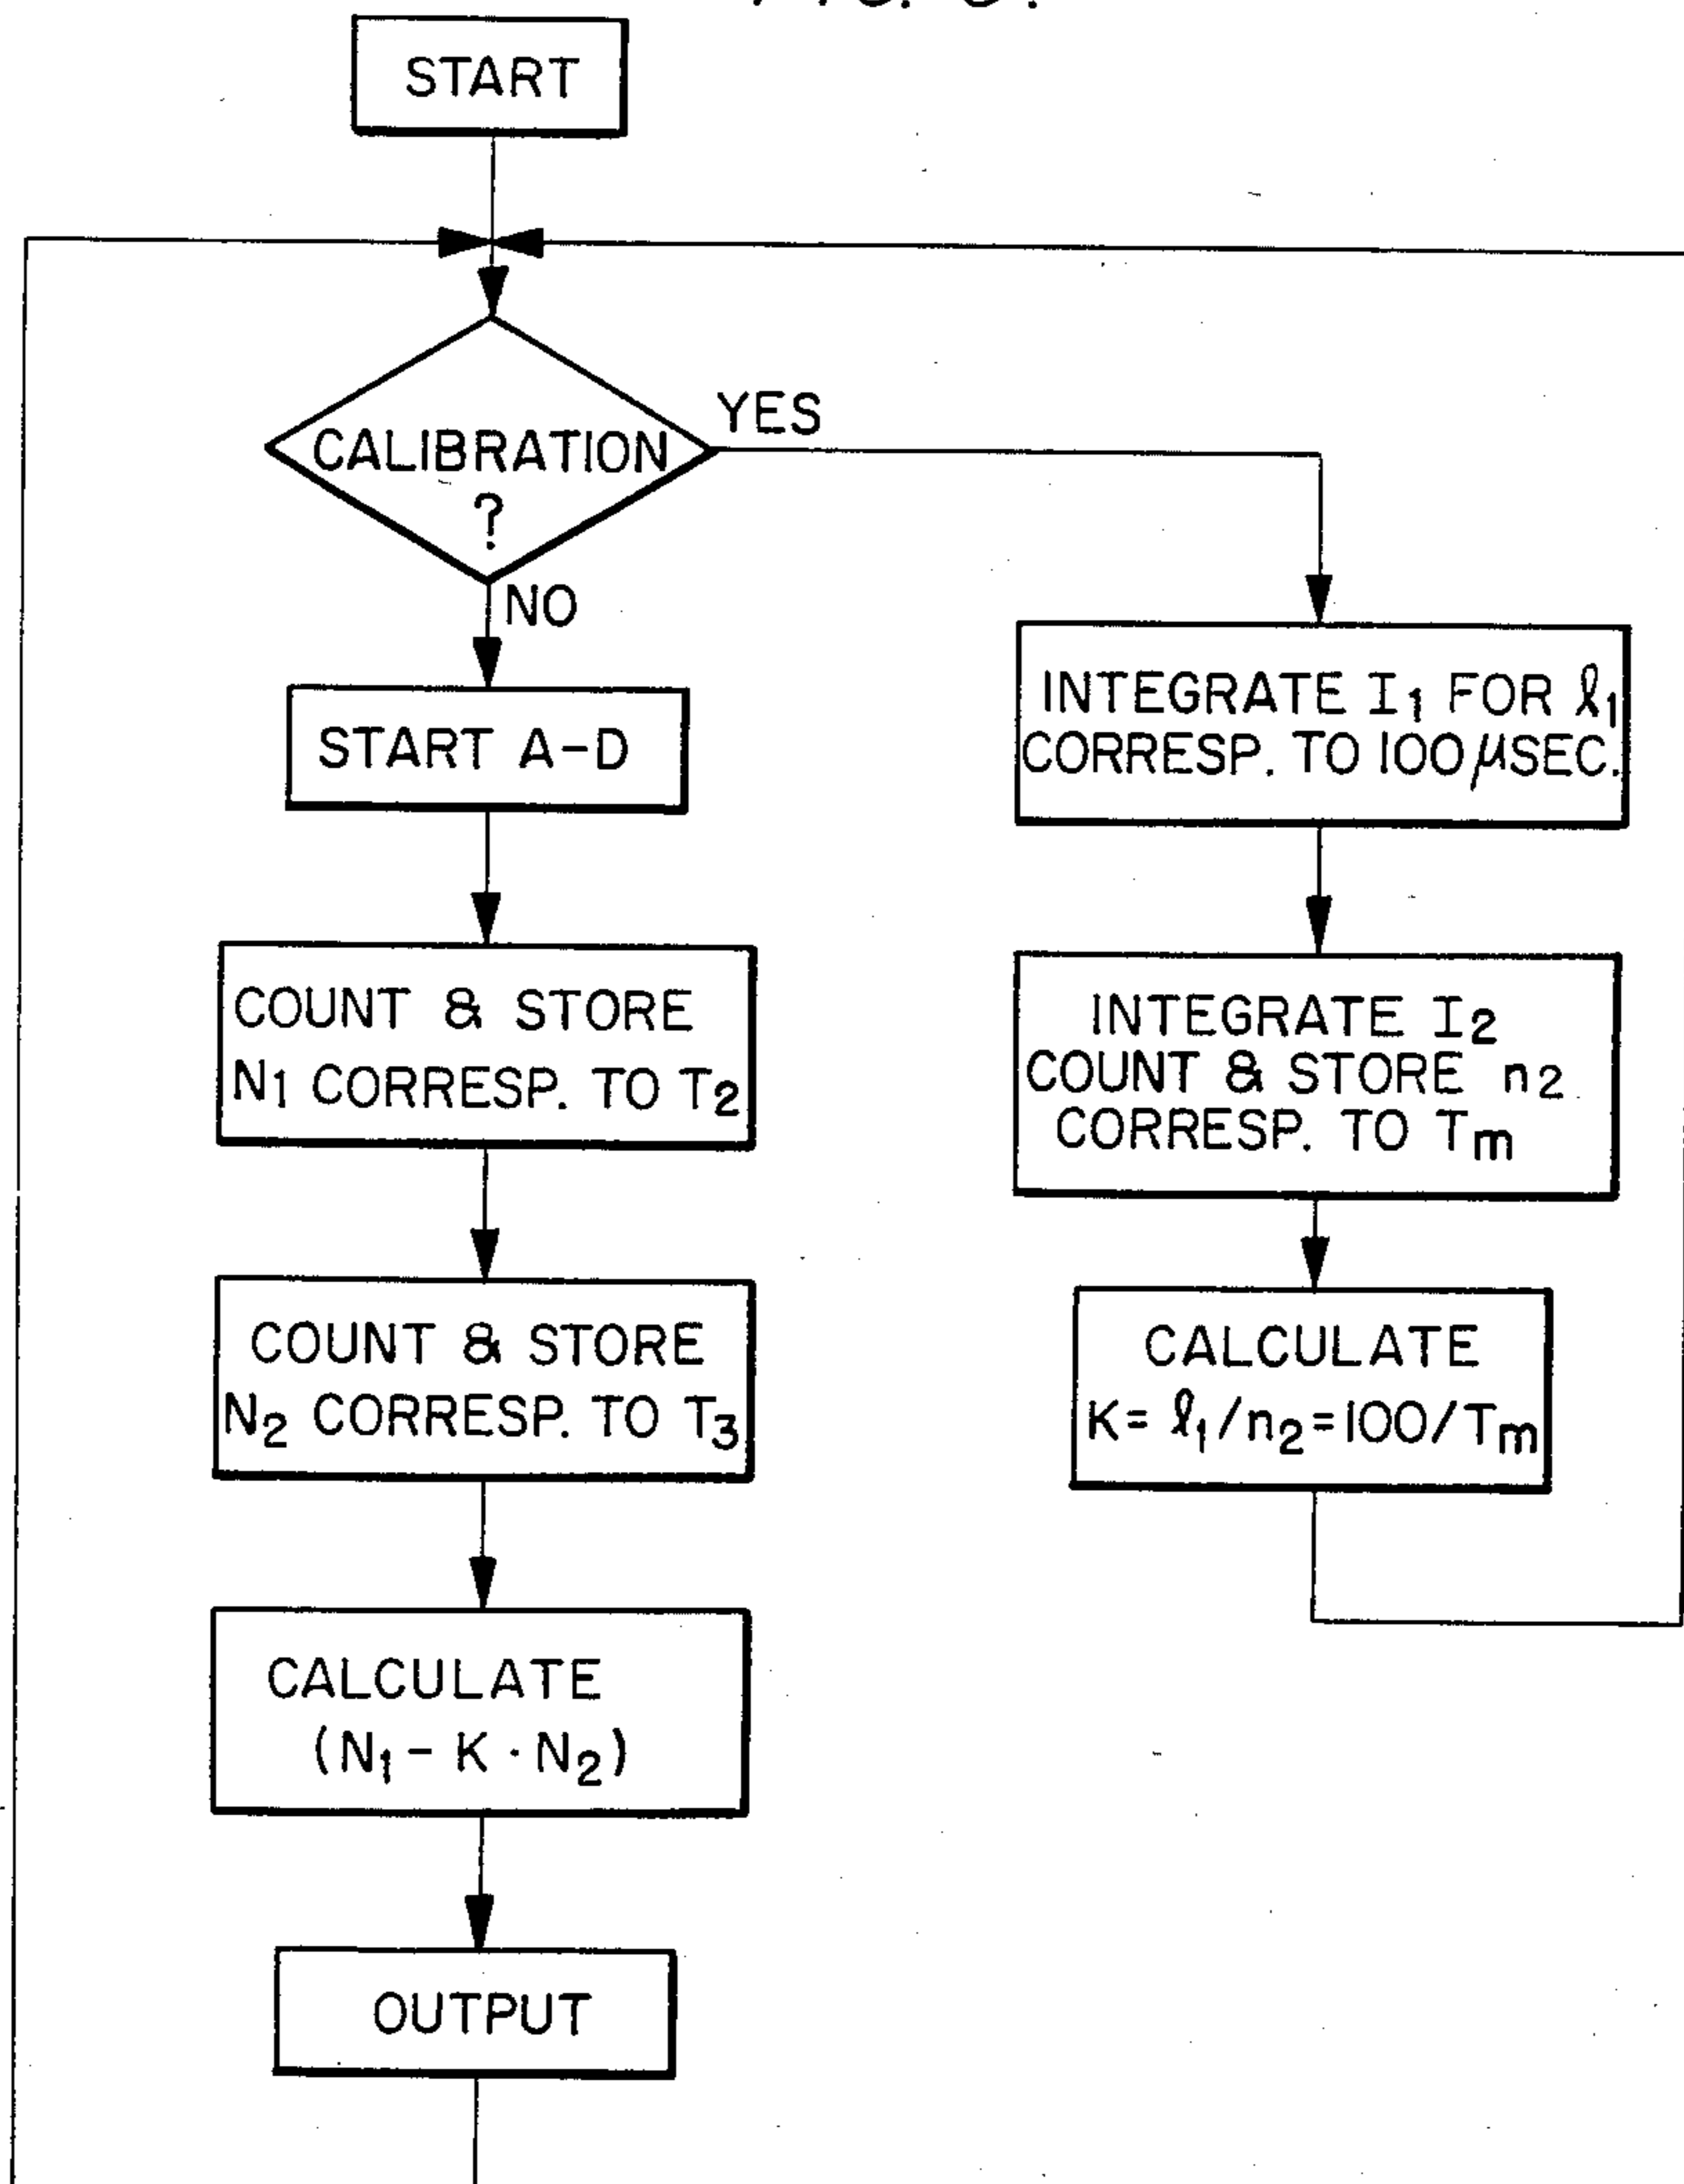 START
CALIBRATION
?
YES
NO
START A-D
COUNT & STORE
N1 CORRESP. TO T2
COUNT & STORE
N2 CORRESP. TO T3
CALCULATE
(N1 - K · N2)
OUTPUT
INTEGRATE I1 FOR ℓ1
CORRESP. TO 100 μSEC.
INTEGRATE I2
COUNT & STORE n2
CORRESP. TO Tm
CALCULATE
K= ℓ1/n2=100/Tm